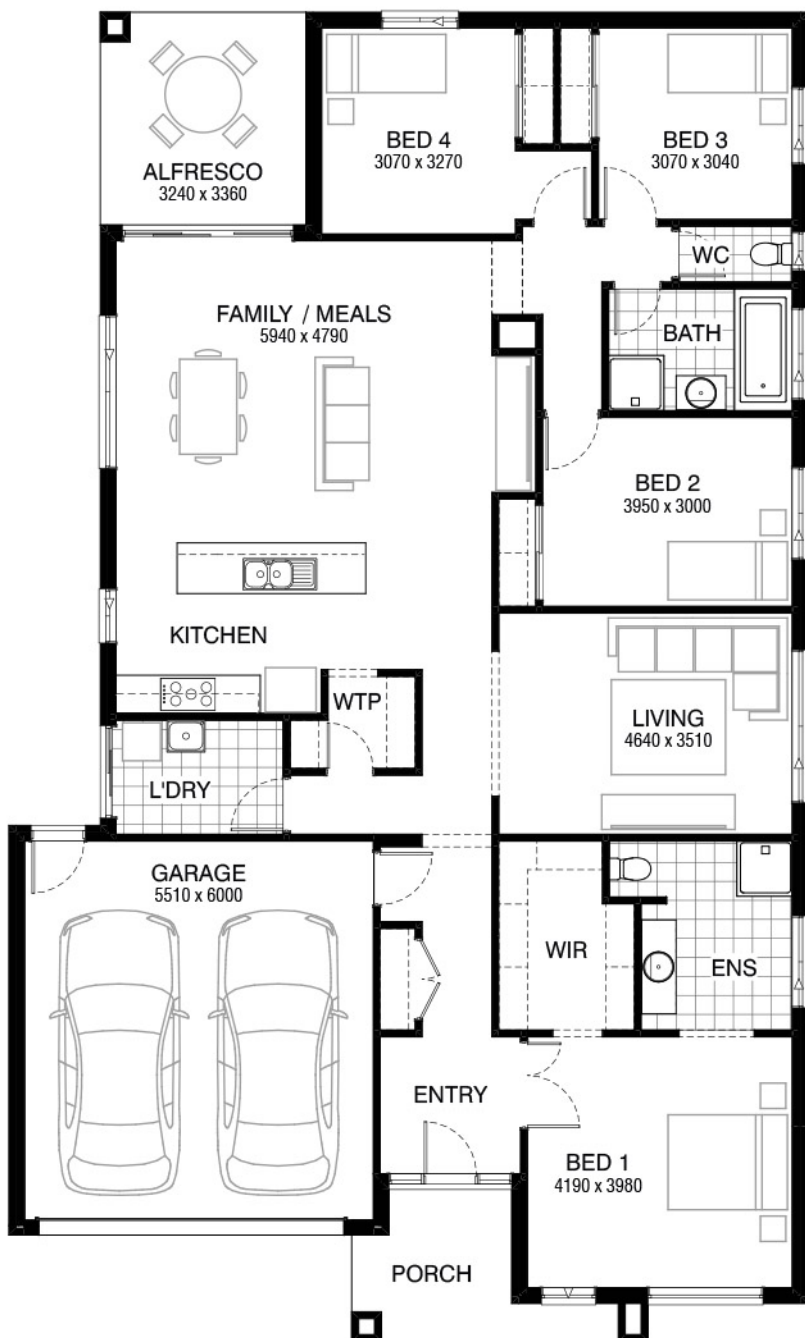 BED 4
3070 x 3270
BED 3
3070 x 3040
ALFRESCO
3240 x 3360
WC
FAMILY / MEALS
5940 x 4790
BATH
BED 2
3950 x 3000
KITCHEN
WTP
LIVING
4640 x 3510
L'DRY
GARAGE
5510 x 6000
WIR
ENS
ENTRY
BED 1
4190 x 3980
PORCH